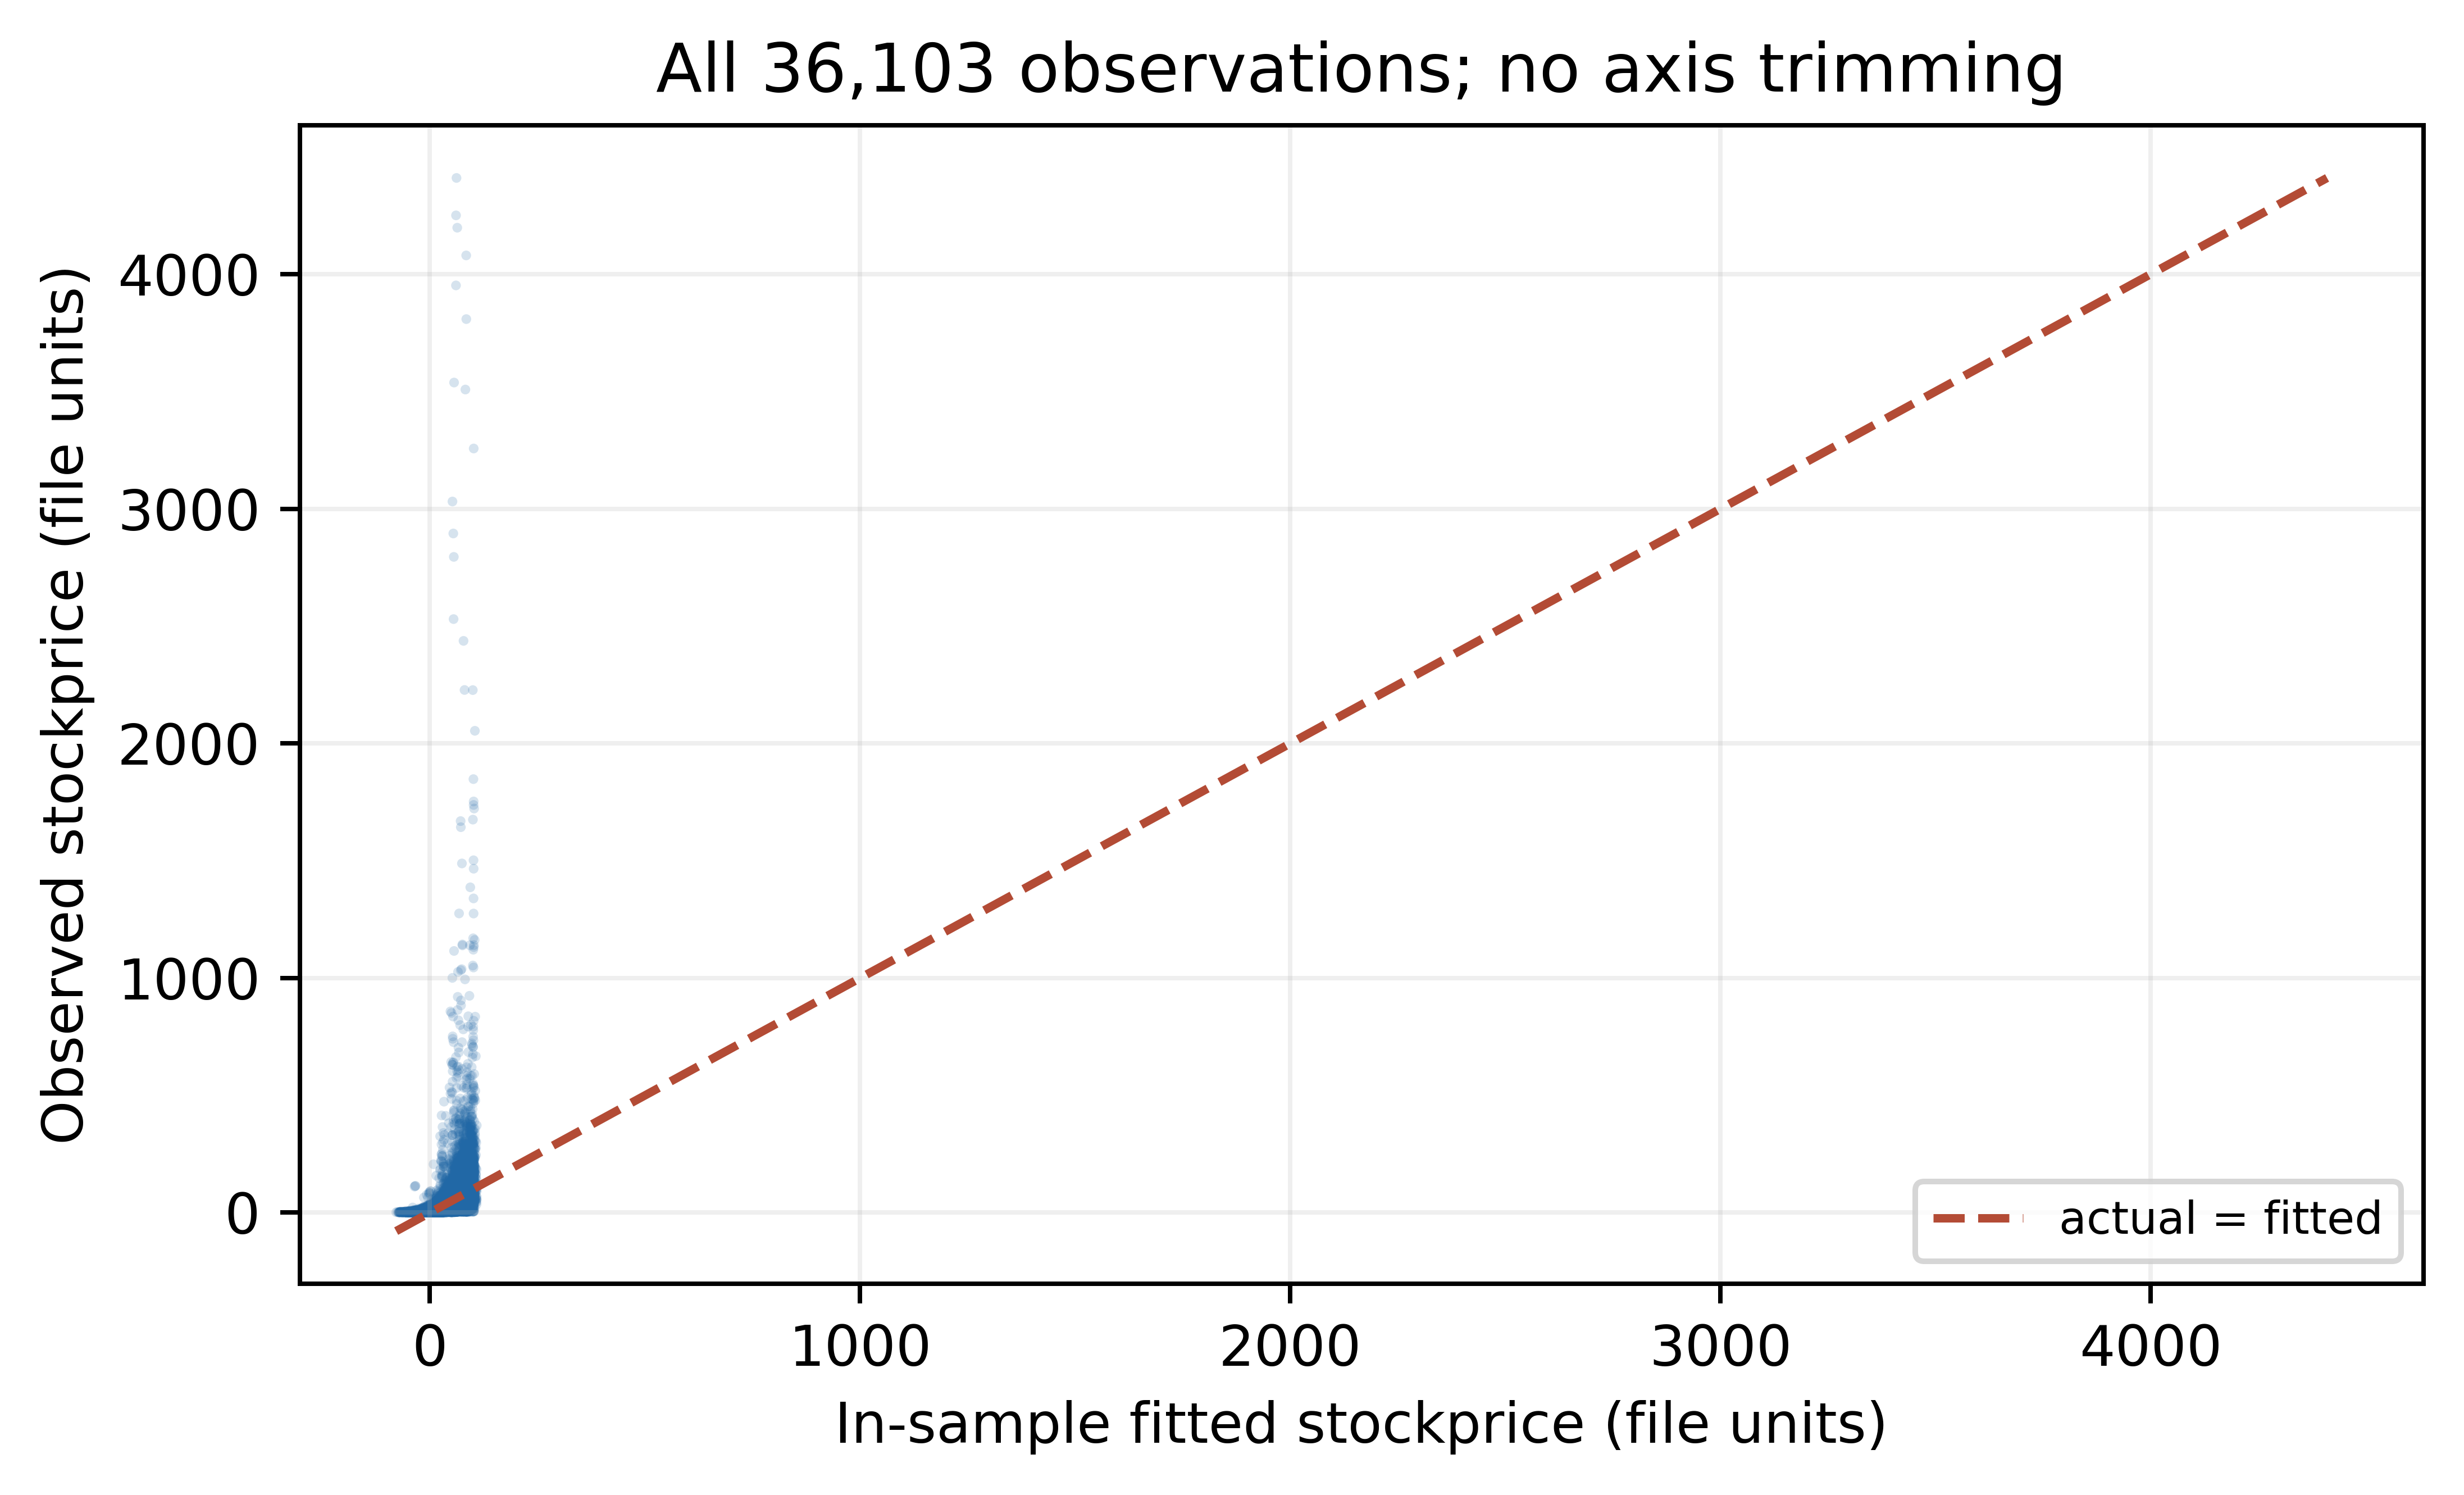 All 36,103 observations; no axis trimming
Observed stockprice (file units)
4000
3000
2000
1000
0
actual = fitted
0 1000 2000 3000 4000
In-sample fitted stockprice (file units)